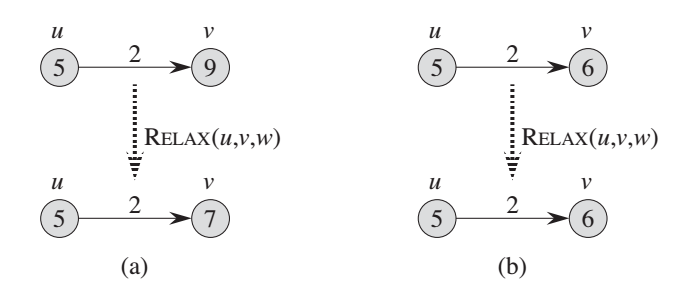 u v u v
5 2 9 5 2 6
RELAX(u,v,w) RELAX(u,v,w)
u v u v
5 2 7 5 2 6
(a) (b)